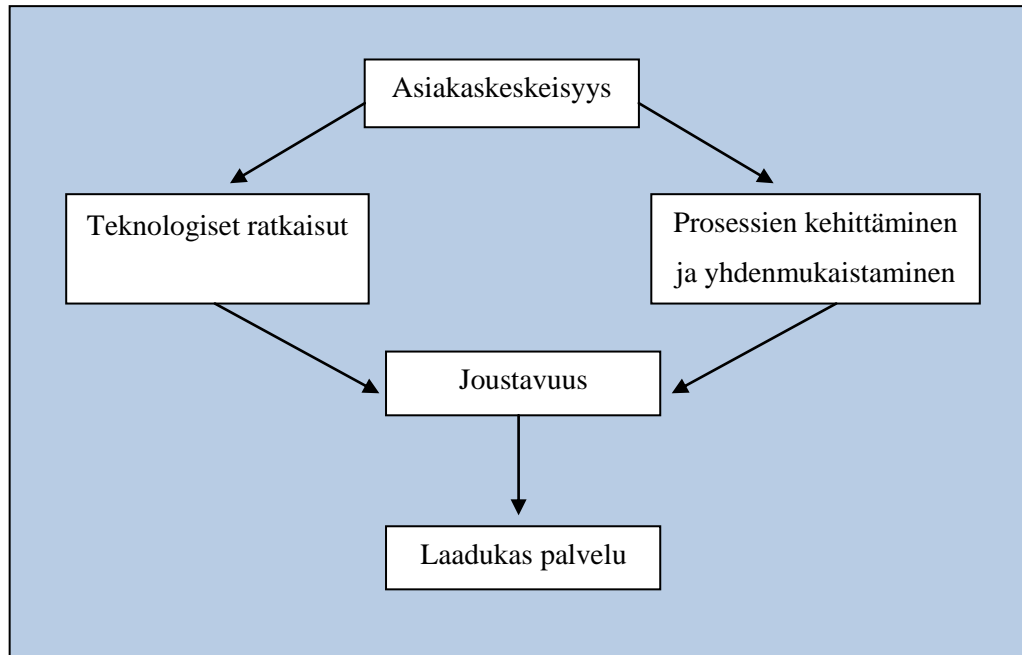 Asiakaskeskeisyys
Teknologiset ratkaisut
Prosessien kehittäminen
ja yhdenmukaistaminen
Joustavuus
Laadukas palvelu